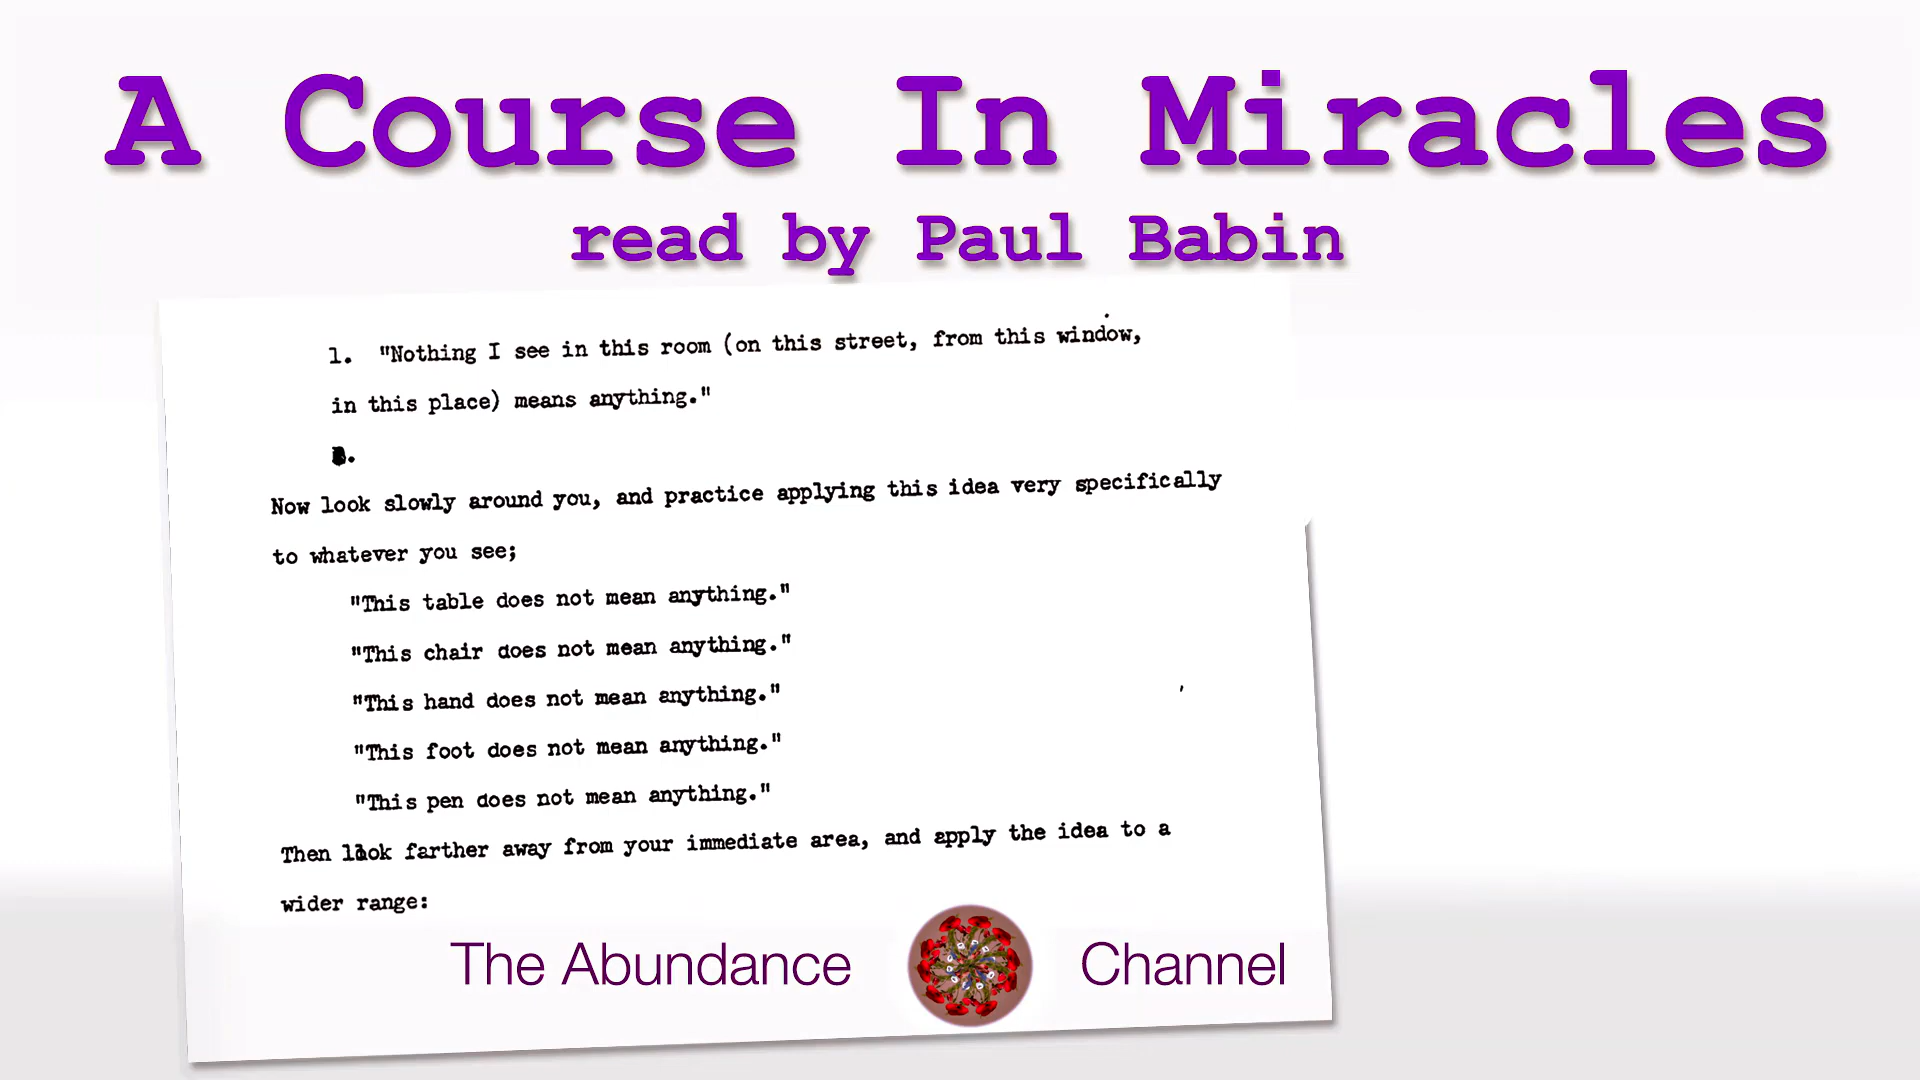 A Course In Miracles
read by Paul Babin
1. "Nothing I see in this room (on this street, from this window,
in this place) means anything."
Now look slowly around you, and practice applying this idea very specifically
to whatever you see;
"This table does not mean anything."
"This chair does not mean anything."
"This hand does not mean anything."
"This foot does not mean anything."
"This pen does not mean anything."
Then look farther away from your immediate area, and apply the idea to a
wider range:
The Abundance Channel